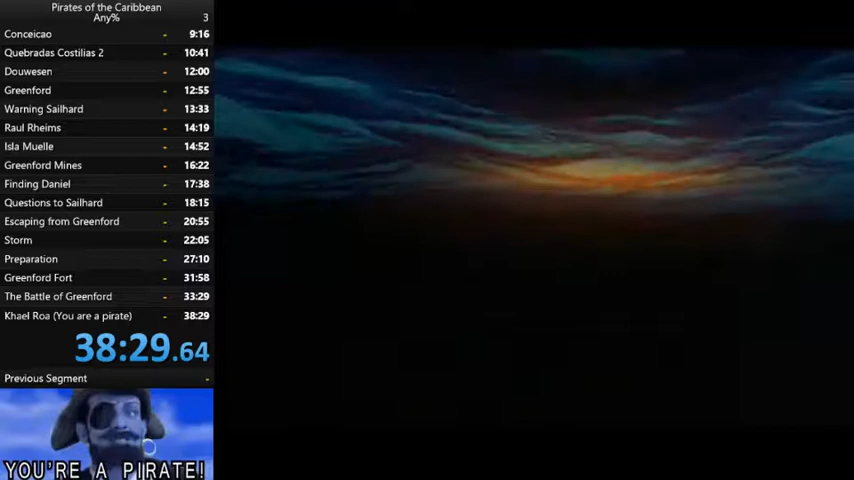 Pirates of the Caribbean
Any% 3
Conceicao - 9:16
Quebradas Costilias 2 - 10:41
Douwesen - 12:00
Greenford - 12:55
Warning Sailhard - 13:33
Raul Rheims - 14:19
Isla Muelle - 14:52
Greenford Mines - 16:22
Finding Daniel - 17:38
Questions to Sailhard - 18:15
Escaping from Greenford - 20:55
Storm - 22:05
Preparation - 27:10
Greenford Fort - 31:58
The Battle of Greenford - 33:29
Khael Roa (You are a pirate) - 38:29
38:29.64
Previous Segment -
YOU'RE A PIRATE!